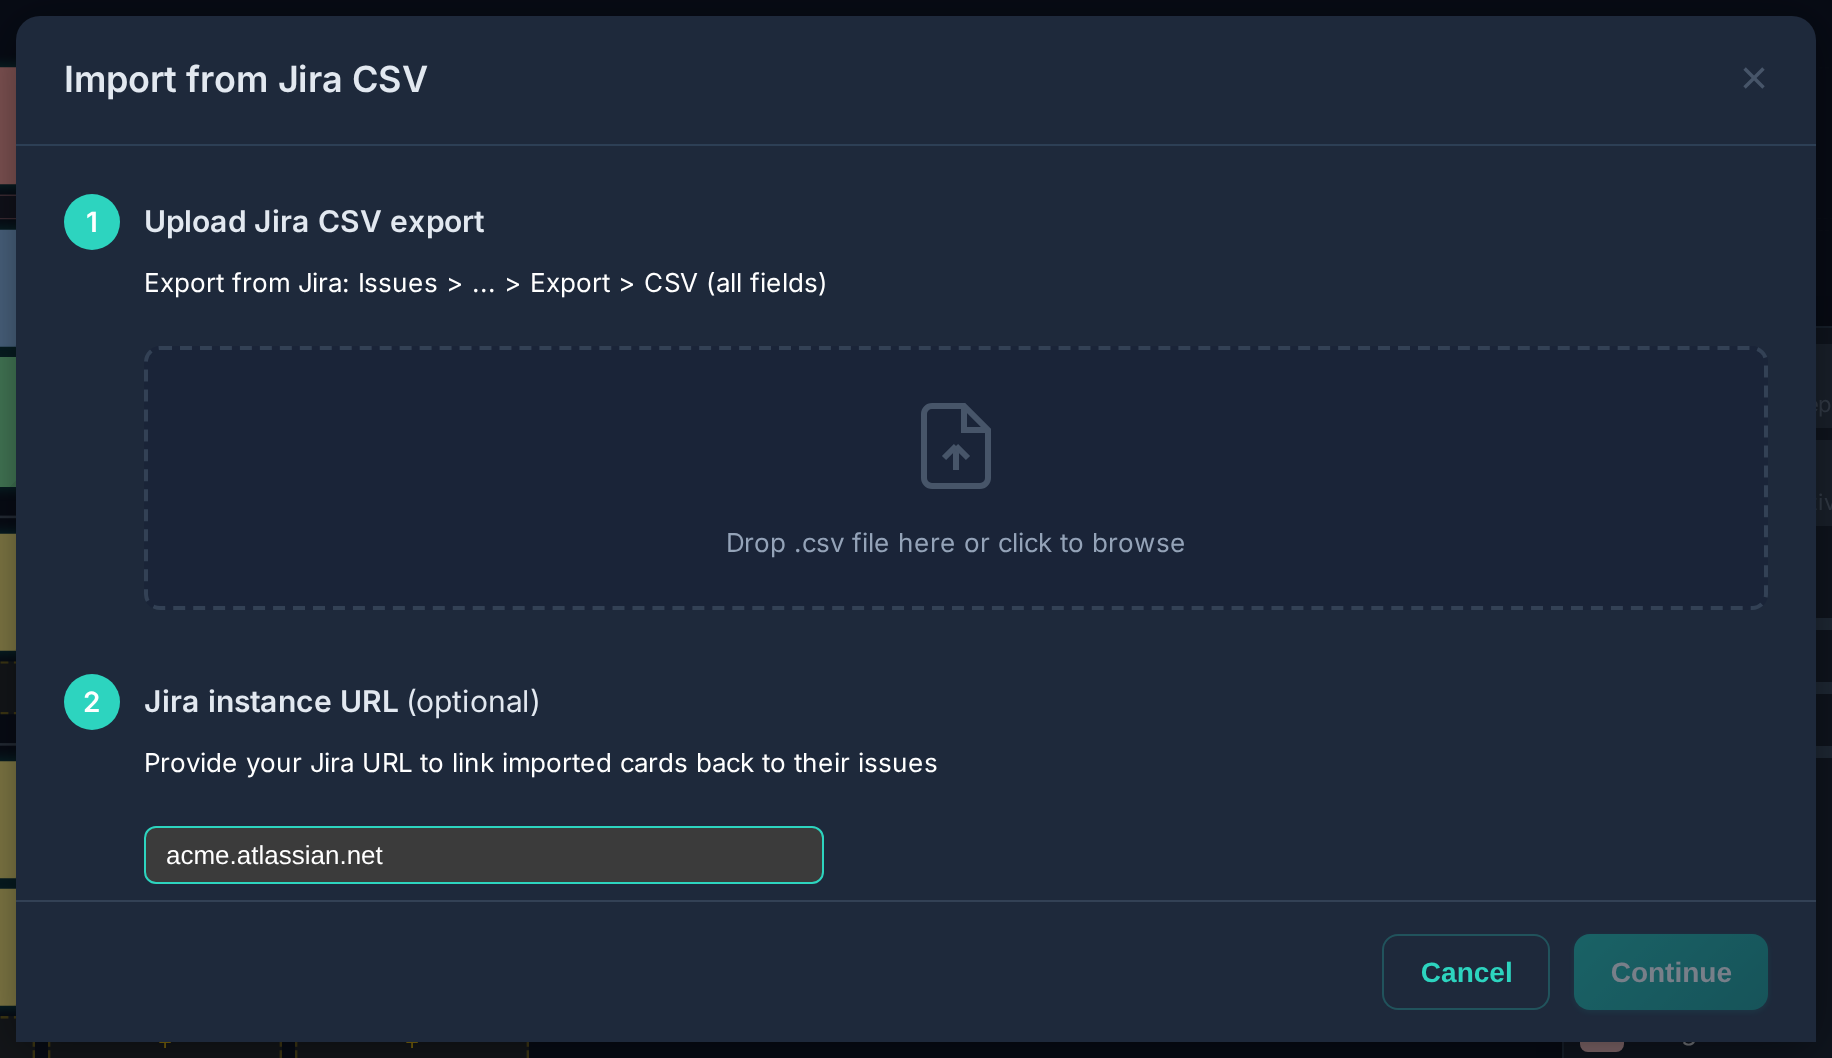 Import from Jira CSV
1
Upload Jira CSV export
Export from Jira: Issues > ... > Export > CSV (all fields)
Drop .csv file here or click to browse
2
Jira instance URL (optional)
Provide your Jira URL to link imported cards back to their issues
acme.atlassian.net
Cancel
Continue